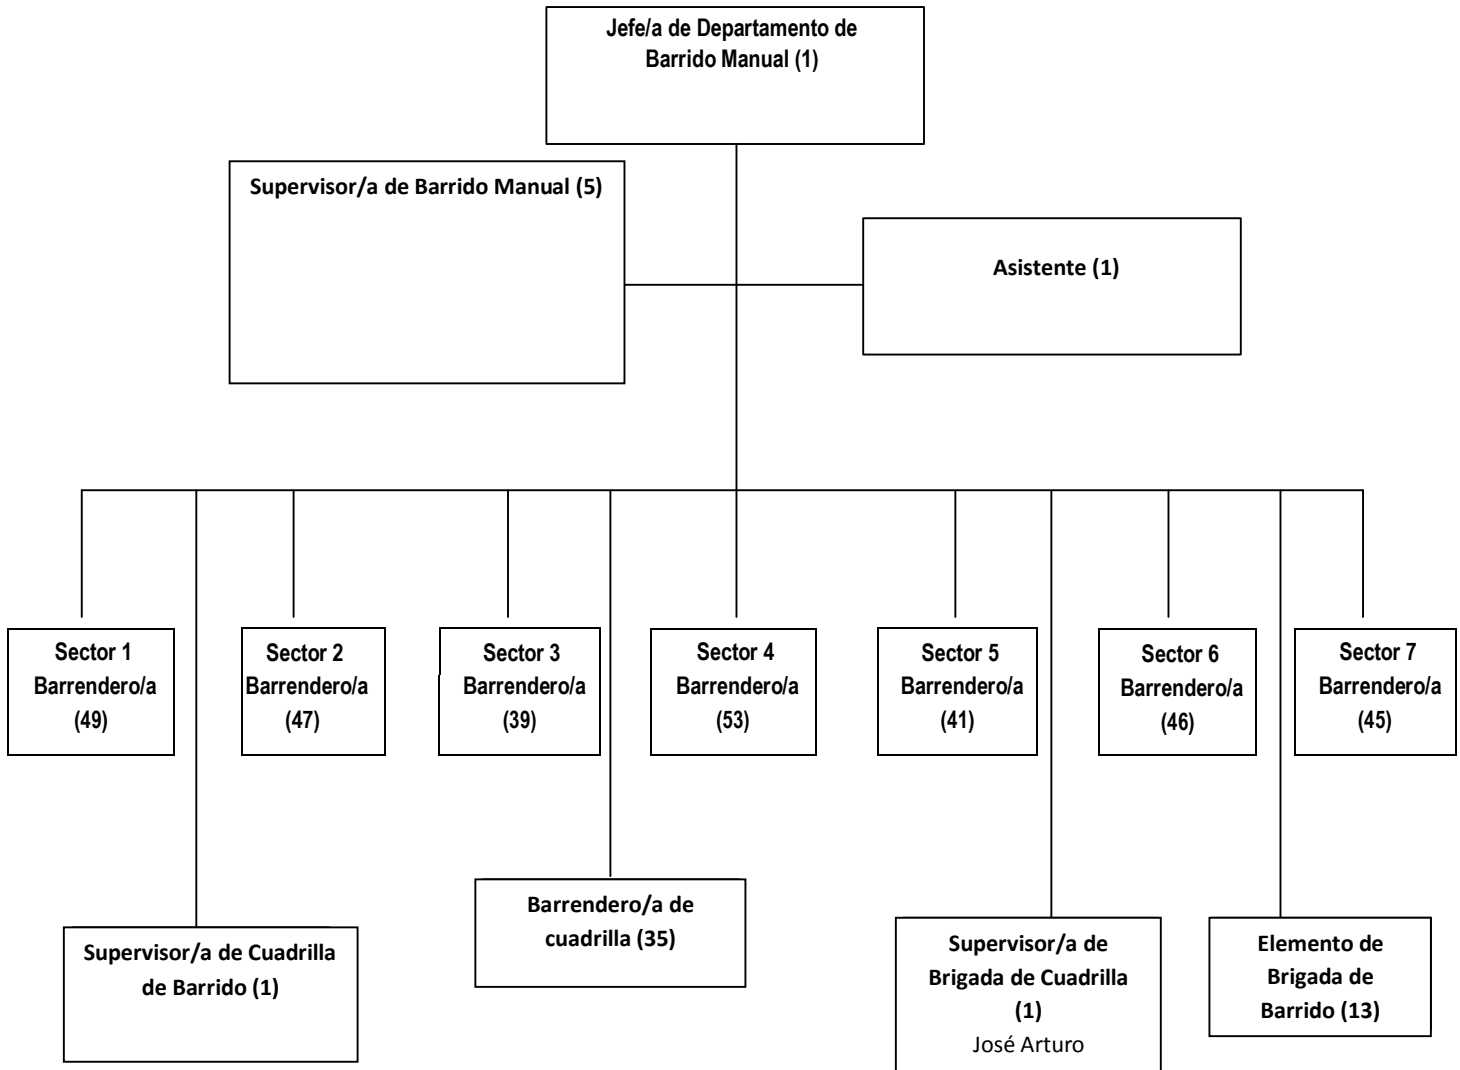 Jefe/a de Departamento de
Barrido Manual (1)
Supervisor/a de Barrido Manual (5)
Asistente (1)
Sector 1
Barrendero/a
(49)
Sector 2
Barrendero/a
(47)
Sector 3
Barrendero/a
(39)
Sector 4
Barrendero/a
(53)
Sector 5
Barrendero/a
(41)
Sector 6
Barrendero/a
(46)
Sector 7
Barrendero/a
(45)
Supervisor/a de Cuadrilla
de Barrido (1)
Barrendero/a de
cuadrilla (35)
Supervisor/a de
Brigada de Cuadrilla
(1)
José Arturo
Elemento de
Brigada de
Barrido (13)